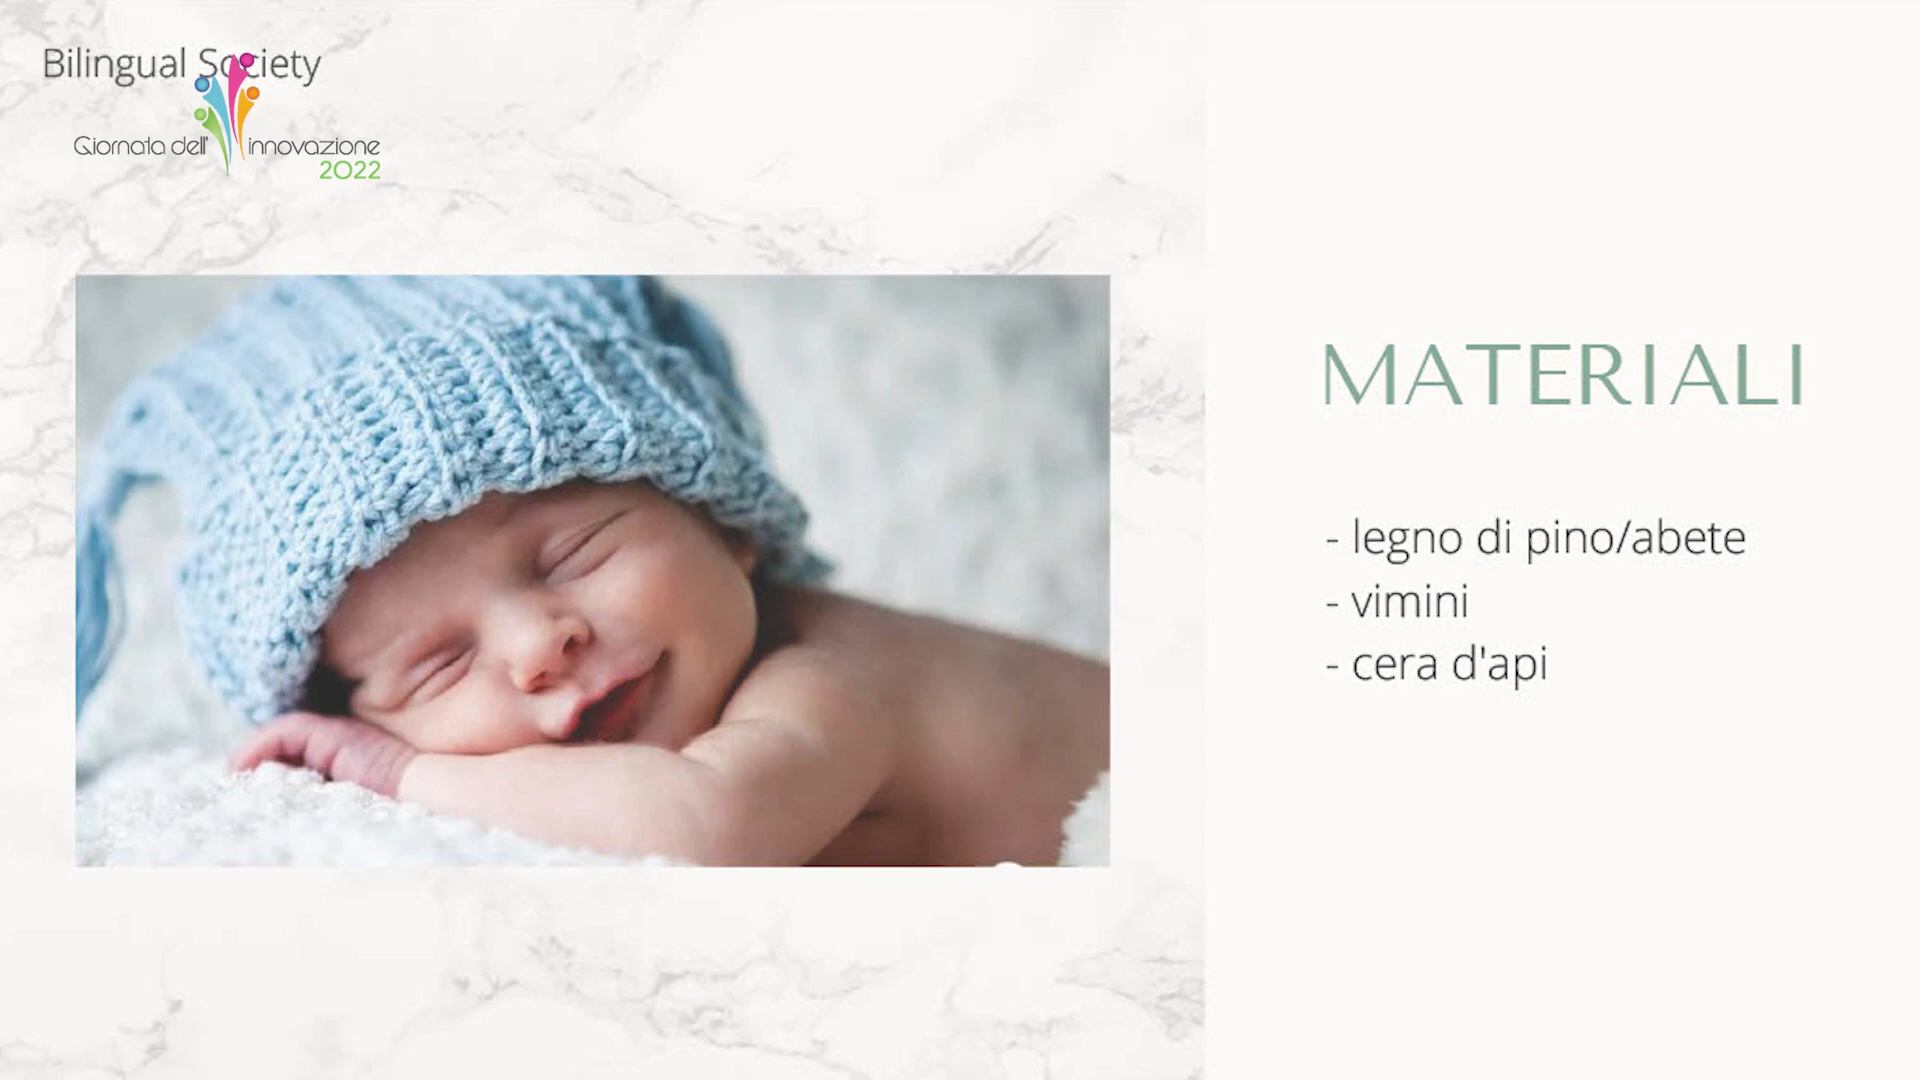 Bilingual Society
Giornata dell' innovazione
2022
MATERIALI
- legno di pino/abete
- vimini
- cera d'api